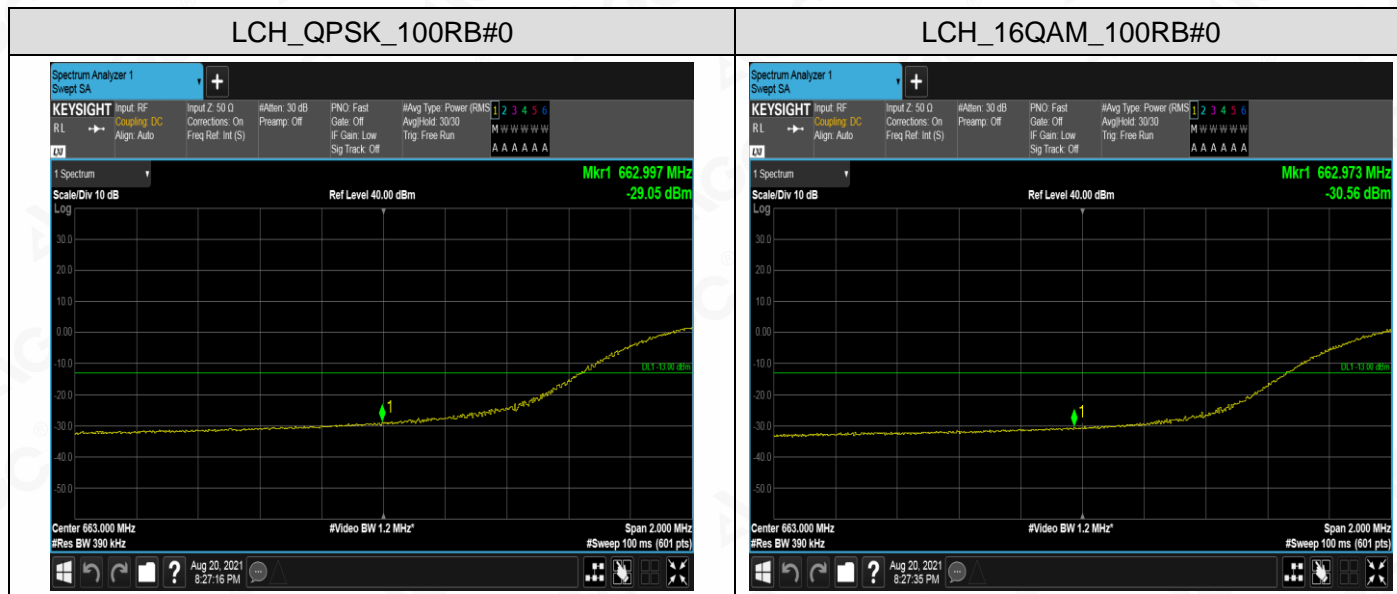 LCH_QPSK_100RB#0
Spectrum Analyzer 1
Swept SA
+
KEYSIGHT Input: RF Input Z: 50 Ω #Atten: 30 dB PNO: Fast #Avg Type: Power (RMS 1 2 3 4 5 6
RL Coupling: DC Corrections: On Preamp: Off Gate: Off Avg|Hold: 30/30 M W W W W W
Align: Auto Freq Ref: Int (S) IF Gain: Low Trig: Free Run
Sig Track: Off A A A A A A
1 Spectrum Mkr1 662.997 MHz
Scale/Div 10 dB Ref Level 40.00 dBm -29.05 dBm
Log
30.0
20.0
10.0
0.00
-10.0
DL1 -13.00 dBm
-20.0
1
-30.0
-40.0
-50.0
Center 663.000 MHz #Video BW 1.2 MHz* Span 2.000 MHz
#Res BW 390 kHz #Sweep 100 ms (601 pts)
? Aug 20, 2021
8:27:16 PM
LCH_16QAM_100RB#0
Spectrum Analyzer 1
Swept SA
+
KEYSIGHT Input: RF Input Z: 50 Ω #Atten: 30 dB PNO: Fast #Avg Type: Power (RMS 1 2 3 4 5 6
RL Coupling: DC Corrections: On Preamp: Off Gate: Off Avg|Hold: 30/30 M W W W W W
Align: Auto Freq Ref: Int (S) IF Gain: Low Trig: Free Run
Sig Track: Off A A A A A A
1 Spectrum Mkr1 662.973 MHz
Scale/Div 10 dB Ref Level 40.00 dBm -30.56 dBm
Log
30.0
20.0
10.0
0.00
-10.0
DL1 -13.00 dBm
-20.0
1
-30.0
-40.0
-50.0
Center 663.000 MHz #Video BW 1.2 MHz* Span 2.000 MHz
#Res BW 390 kHz #Sweep 100 ms (601 pts)
? Aug 20, 2021
8:27:35 PM